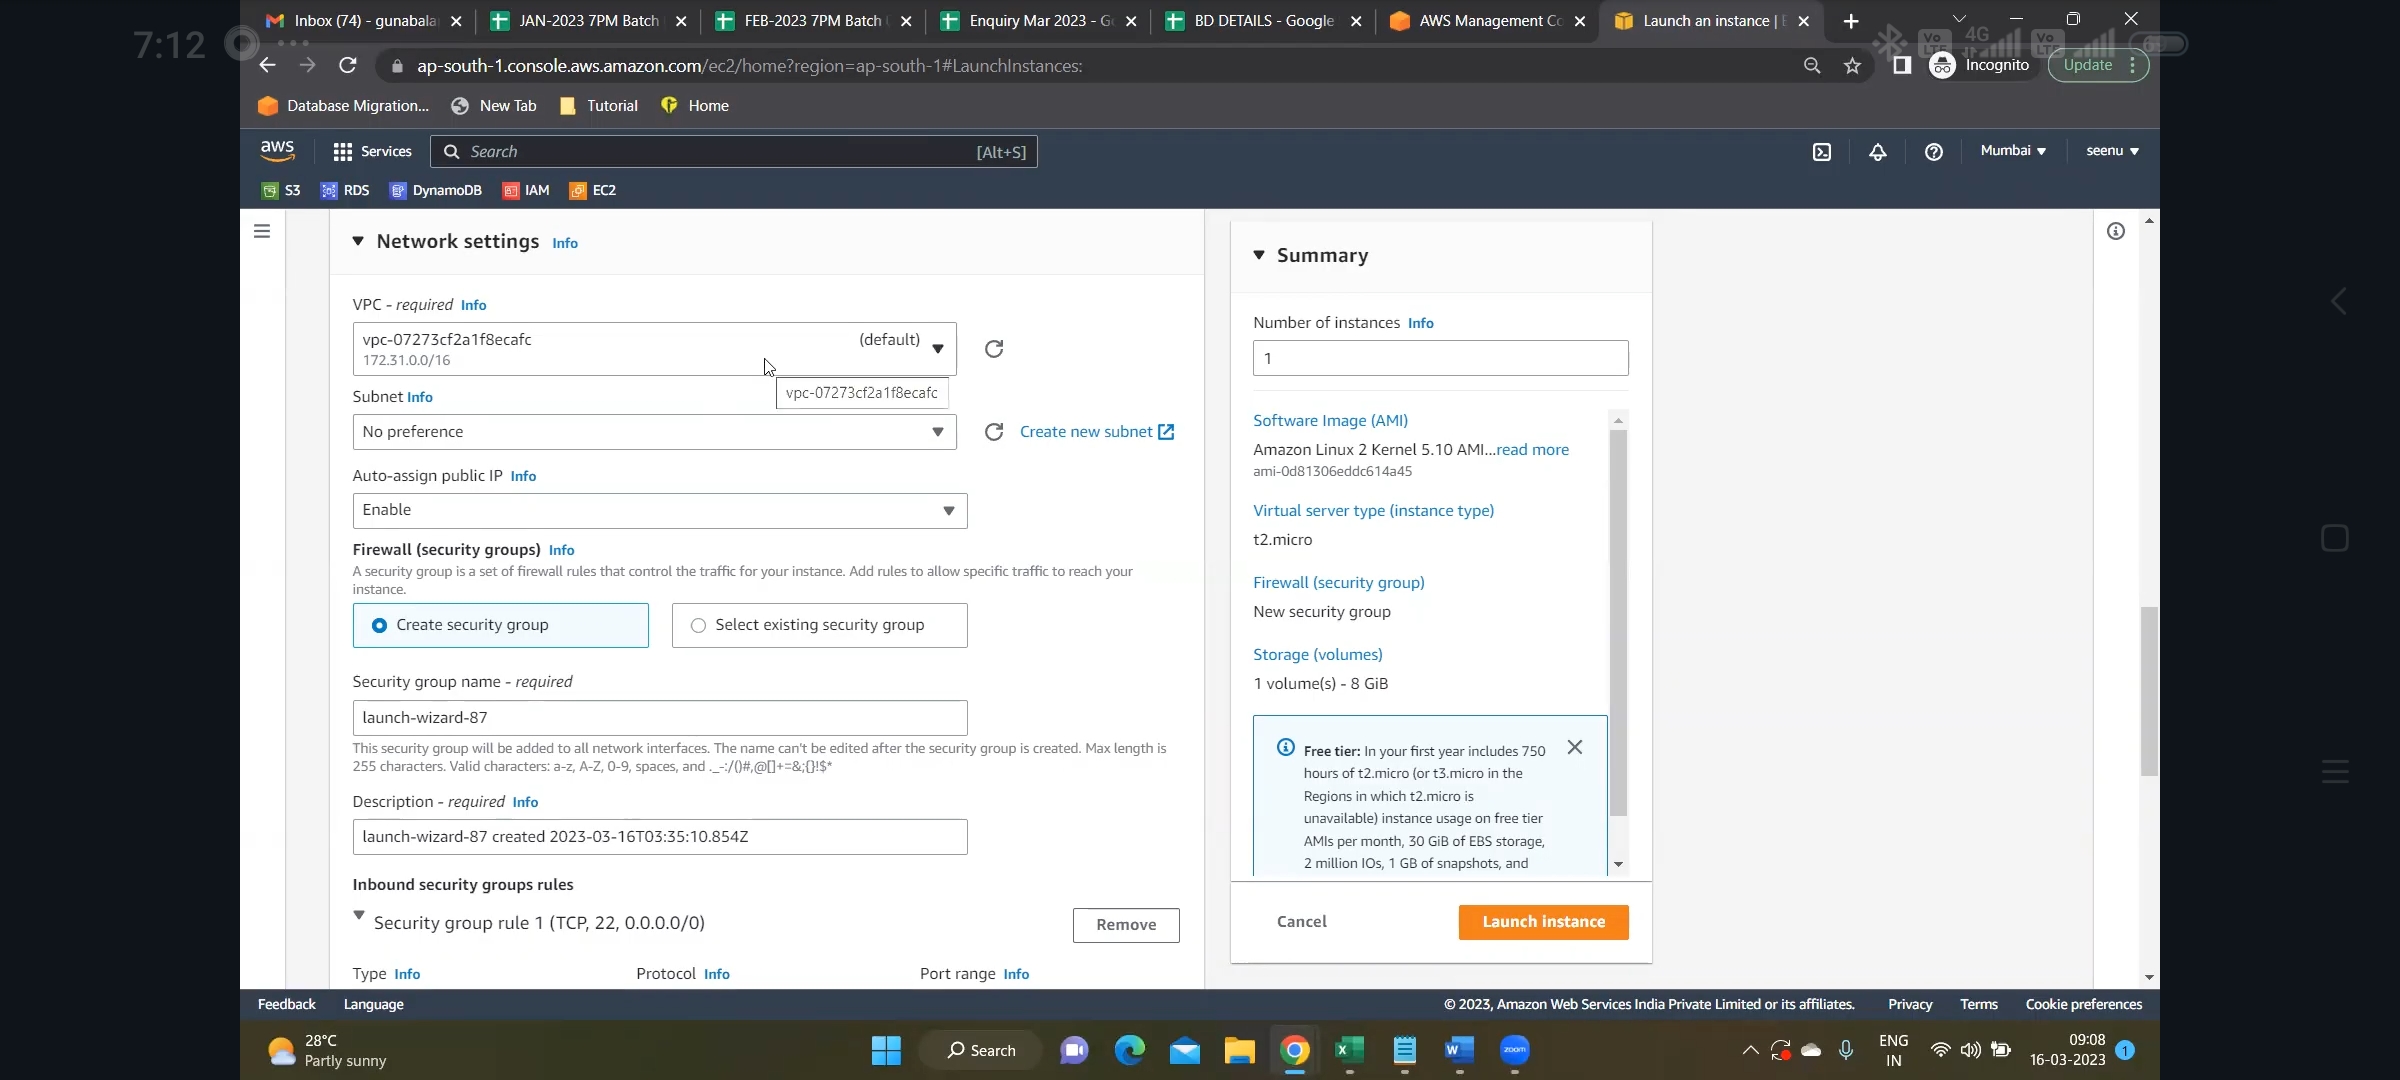 7:12
Inbox (74) - gunabala
JAN-2023 7PM Batch
FEB-2023 7PM Batch
Enquiry Mar 2023 - G
BD DETAILS - Google
AWS Management Co
Launch an instance | E
4G
Vo LTE
Vo LTE
ap-south-1.console.aws.amazon.com/ec2/home?region=ap-south-1#LaunchInstances:
Incognito
Update
Database Migration...
New Tab
Tutorial
Home
aws
Services
Search
[Alt+S]
Mumbai
seenu
S3
RDS
DynamoDB
IAM
EC2
Network settings Info
VPC - required Info
vpc-07273cf2a1f8ecafc (default)
172.31.0.0/16
vpc-07273cf2a1f8ecafc
Subnet Info
No preference
Create new subnet
Auto-assign public IP Info
Enable
Firewall (security groups) Info
A security group is a set of firewall rules that control the traffic for your instance. Add rules to allow specific traffic to reach your
instance.
Create security group
Select existing security group
Security group name - required
launch-wizard-87
This security group will be added to all network interfaces. The name can't be edited after the security group is created. Max length is
255 characters. Valid characters: a-z, A-Z, 0-9, spaces, and ._-:/()#,@[]+=&;{}!$*
Description - required Info
launch-wizard-87 created 2023-03-16T03:35:10.854Z
Inbound security groups rules
Security group rule 1 (TCP, 22, 0.0.0.0/0)
Remove
Type Info
Protocol Info
Port range Info
Summary
Number of instances Info
1
Software Image (AMI)
Amazon Linux 2 Kernel 5.10 AMI...read more
ami-0d81306eddc614a45
Virtual server type (instance type)
t2.micro
Firewall (security group)
New security group
Storage (volumes)
1 volume(s) - 8 GiB
Free tier: In your first year includes 750
hours of t2.micro (or t3.micro in the
Regions in which t2.micro is
unavailable) instance usage on free tier
AMIs per month, 30 GiB of EBS storage,
2 million IOs, 1 GB of snapshots, and
Cancel
Launch instance
Feedback
Language
© 2023, Amazon Web Services India Private Limited or its affiliates.
Privacy
Terms
Cookie preferences
28°C
Partly sunny
Search
zoom
ENG
IN
09:08
16-03-2023
1